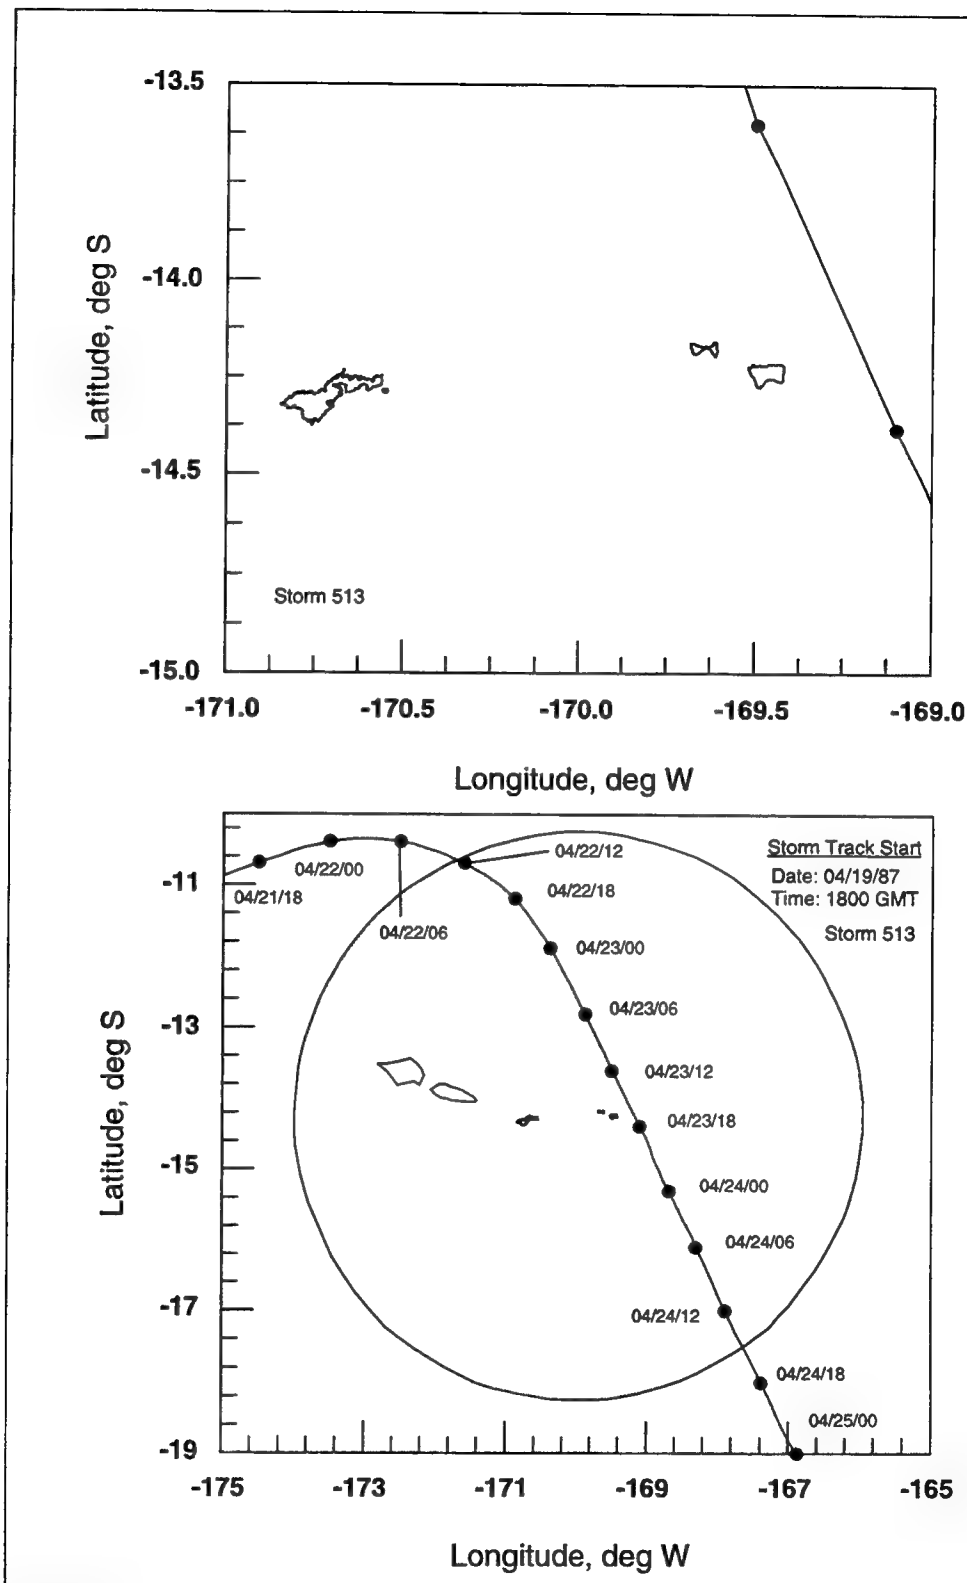 -13.5
-14.0
-14.5
-15.0
Latitude, deg S
Storm 513
-171.0 -170.5 -170.0 -169.5 -169.0
Longitude, deg W
Storm Track Start
Date: 04/19/87
Time: 1800 GMT
Storm 513
04/21/18
04/22/00
04/22/06
04/22/12
04/22/18
04/23/00
04/23/06
04/23/12
04/23/18
04/24/00
04/24/06
04/24/12
04/24/18
04/25/00
-11
-13
-15
-17
-19
Latitude, deg S
-175 -173 -171 -169 -167 -165
Longitude, deg W